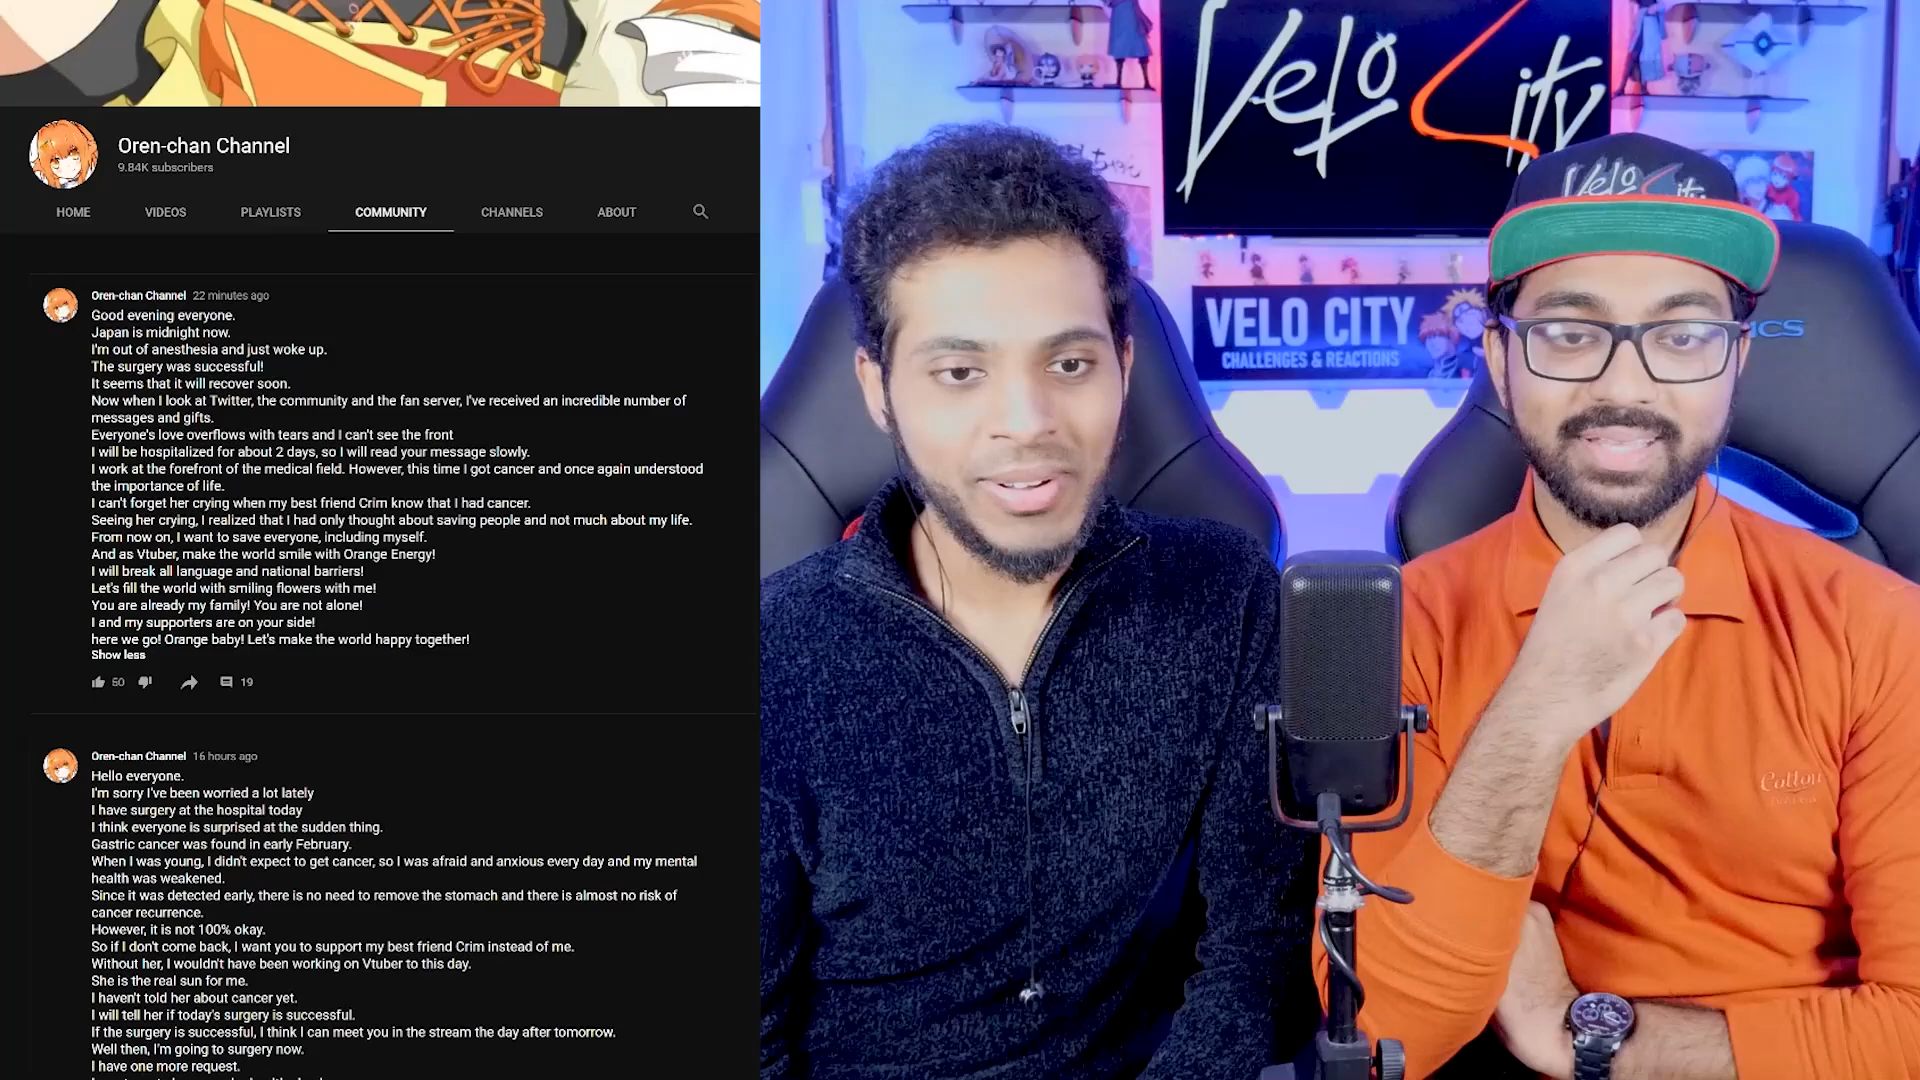 Oren-chan Channel
9.84K subscribers
HOME VIDEOS PLAYLISTS COMMUNITY CHANNELS ABOUT
Oren-chan Channel 22 minutes ago
Good evening everyone.
Japan is midnight now.
I'm out of anesthesia and just woke up.
The surgery was successful!
It seems that it will recover soon.
Now when I look at Twitter, the community and the fan server, I've received an incredible number of
messages and gifts.
Everyone's love overflows with tears and I can't see the front
I will be hospitalized for about 2 days, so I will read your message slowly.
I work at the forefront of the medical field. However, this time I got cancer and once again understood
the importance of life.
I can't forget her crying when my best friend Crim know that I had cancer.
Seeing her crying, I realized that I had only thought about saving people and not much about my life.
From now on, I want to save everyone, including myself.
And as Vtuber, make the world smile with Orange Energy!
I will break all language and national barriers!
Let's fill the world with smiling flowers with me!
You are already my family! You are not alone!
I and my supporters are on your side!
here we go! Orange baby! Let's make the world happy together!
Show less
50 19
Oren-chan Channel 16 hours ago
Hello everyone.
I'm sorry I've been worried a lot lately
I have surgery at the hospital today
I think everyone is surprised at the sudden thing.
Gastric cancer was found in early February.
When I was young, I didn't expect to get cancer, so I was afraid and anxious every day and my mental
health was weakened.
Since it was detected early, there is no need to remove the stomach and there is almost no risk of
cancer recurrence.
However, it is not 100% okay.
So if I don't come back, I want you to support my best friend Crim instead of me.
Without her, I wouldn't have been working on Vtuber to this day.
She is the real sun for me.
I haven't told her about cancer yet.
I will tell her if today's surgery is successful.
If the surgery is successful, I think I can meet you in the stream the day after tomorrow.
Well then, I'm going to surgery now.
I have one more request.
Velo City
Velo City
VELO CITY
CHALLENGES & REACTIONS
Cotton